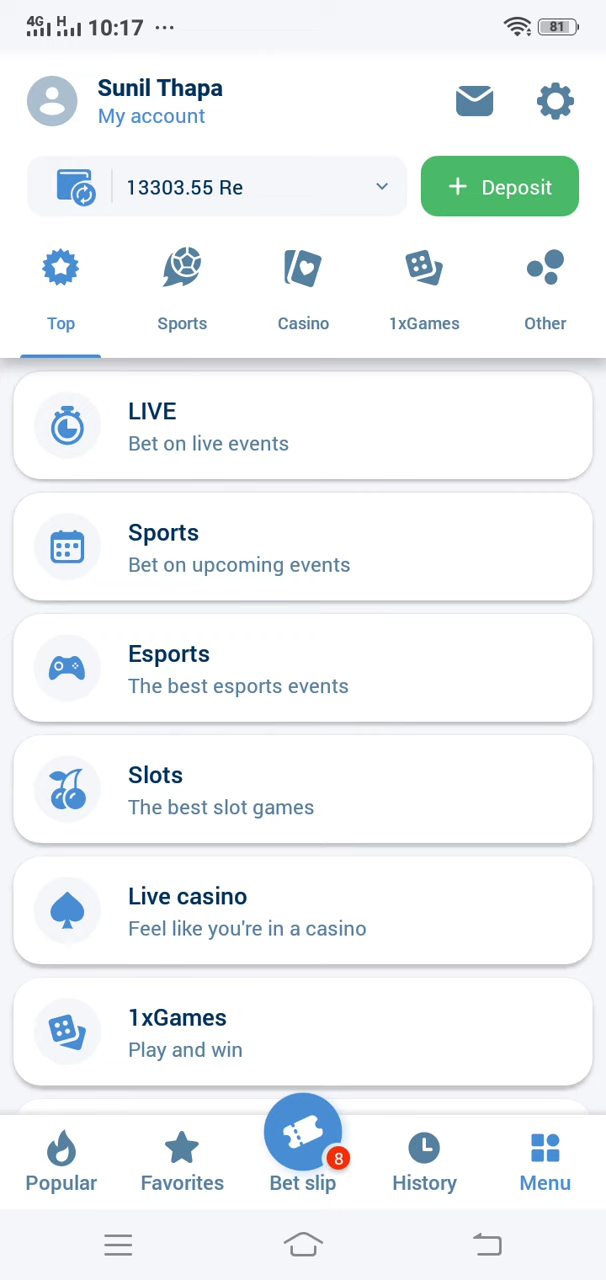 4G H 10:17 ... 81
Sunil Thapa
My account
13303.55 Re
+ Deposit
Top Sports Casino 1xGames Other
LIVE
Bet on live events
Sports
Bet on upcoming events
Esports
The best esports events
Slots
The best slot games
Live casino
Feel like you're in a casino
1xGames
Play and win
8
Popular Favorites Bet slip History Menu